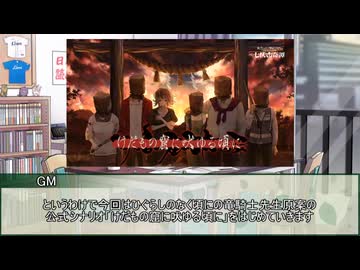 けだもの窟に犬ゆる頃に
GM
というわけで今回はひぐらしのなく頃にの竜騎士先生原案の
公式シナリオ「けだもの窟に犬ゆる頃に」をはじめていきます